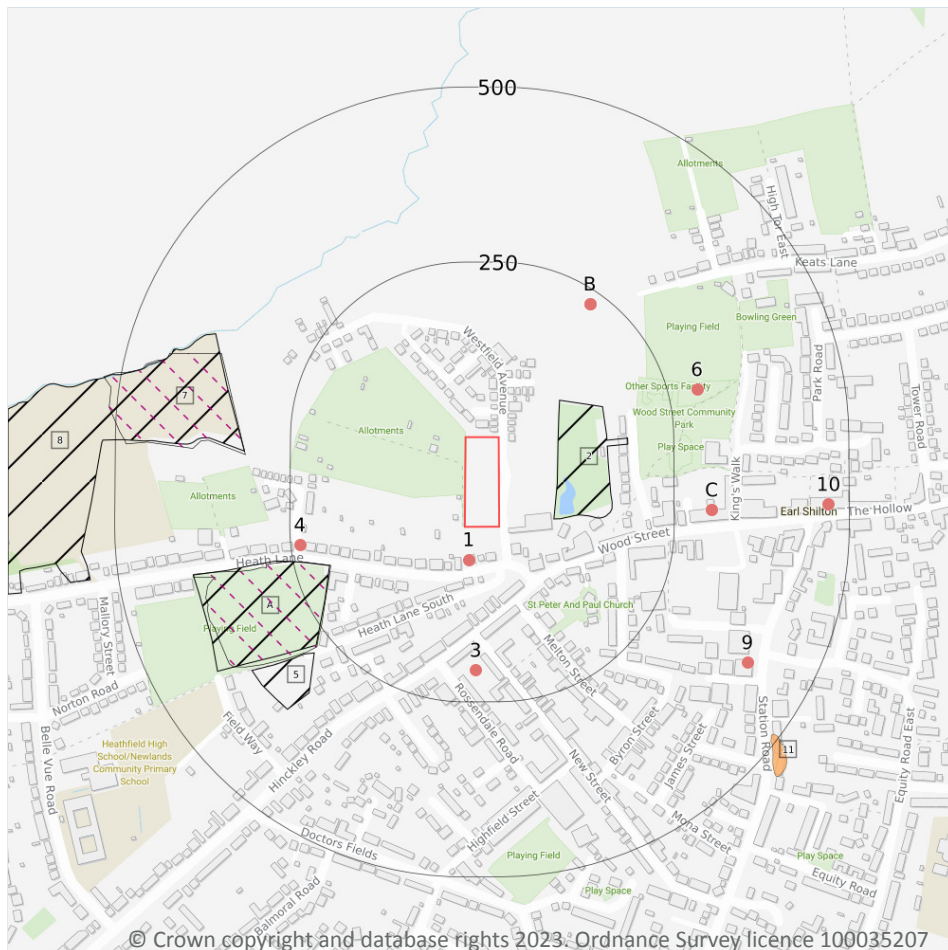 500
Allotments
High Tor East
Keats Lane
250
B
Westfield Avenue
Playing Field
Bowling Green
6
Other Sports Facility
Wood Street Community
Park
Play Space
Park Road
Tower Road
7
8
Allotments
2
Allotments
King's Walk
C
10
Earl Shilton
The Hollow
4
Heath Lane
1
Wood Street
A
Playing Field
Heath Lane South
St Peter And Paul Church
Mallory Street
5
3
Melton Street
9
Norton Road
Field Way
Hinckley Road
Rossendale Road
New Street
Byron Street
James Street
Station Road
11
Equity Road East
Belle Vue Road
Heathfield High
School/Newlands
Community Primary
School
Highfield Street
Mona Street
Doctors Fields
Playing Field
Play Space
Equity Road
Balmoral Road
Play Space
© Crown copyright and database rights 2023. Ordnance Survey licence 100035207